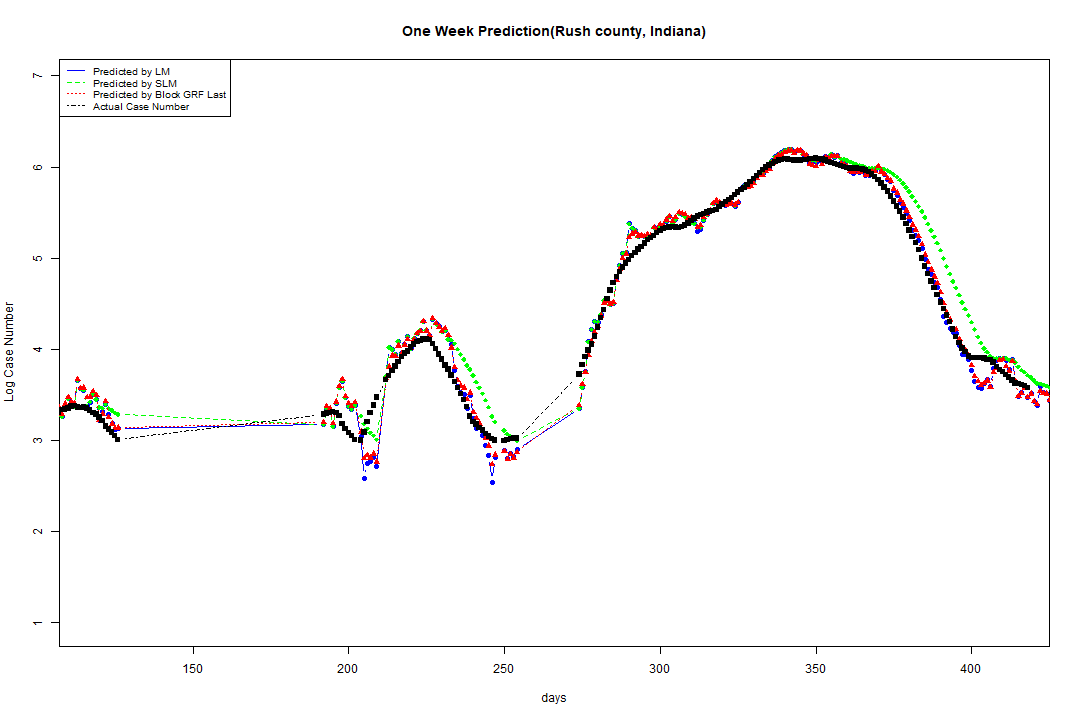 One Week Prediction(Rush county, Indiana)
Predicted by LM
Predicted by SLM
Predicted by Block GRF Last
Actual Case Number
Log Case Number
7
6
5
4
3
2
1
150 200 250 300 350 400
days